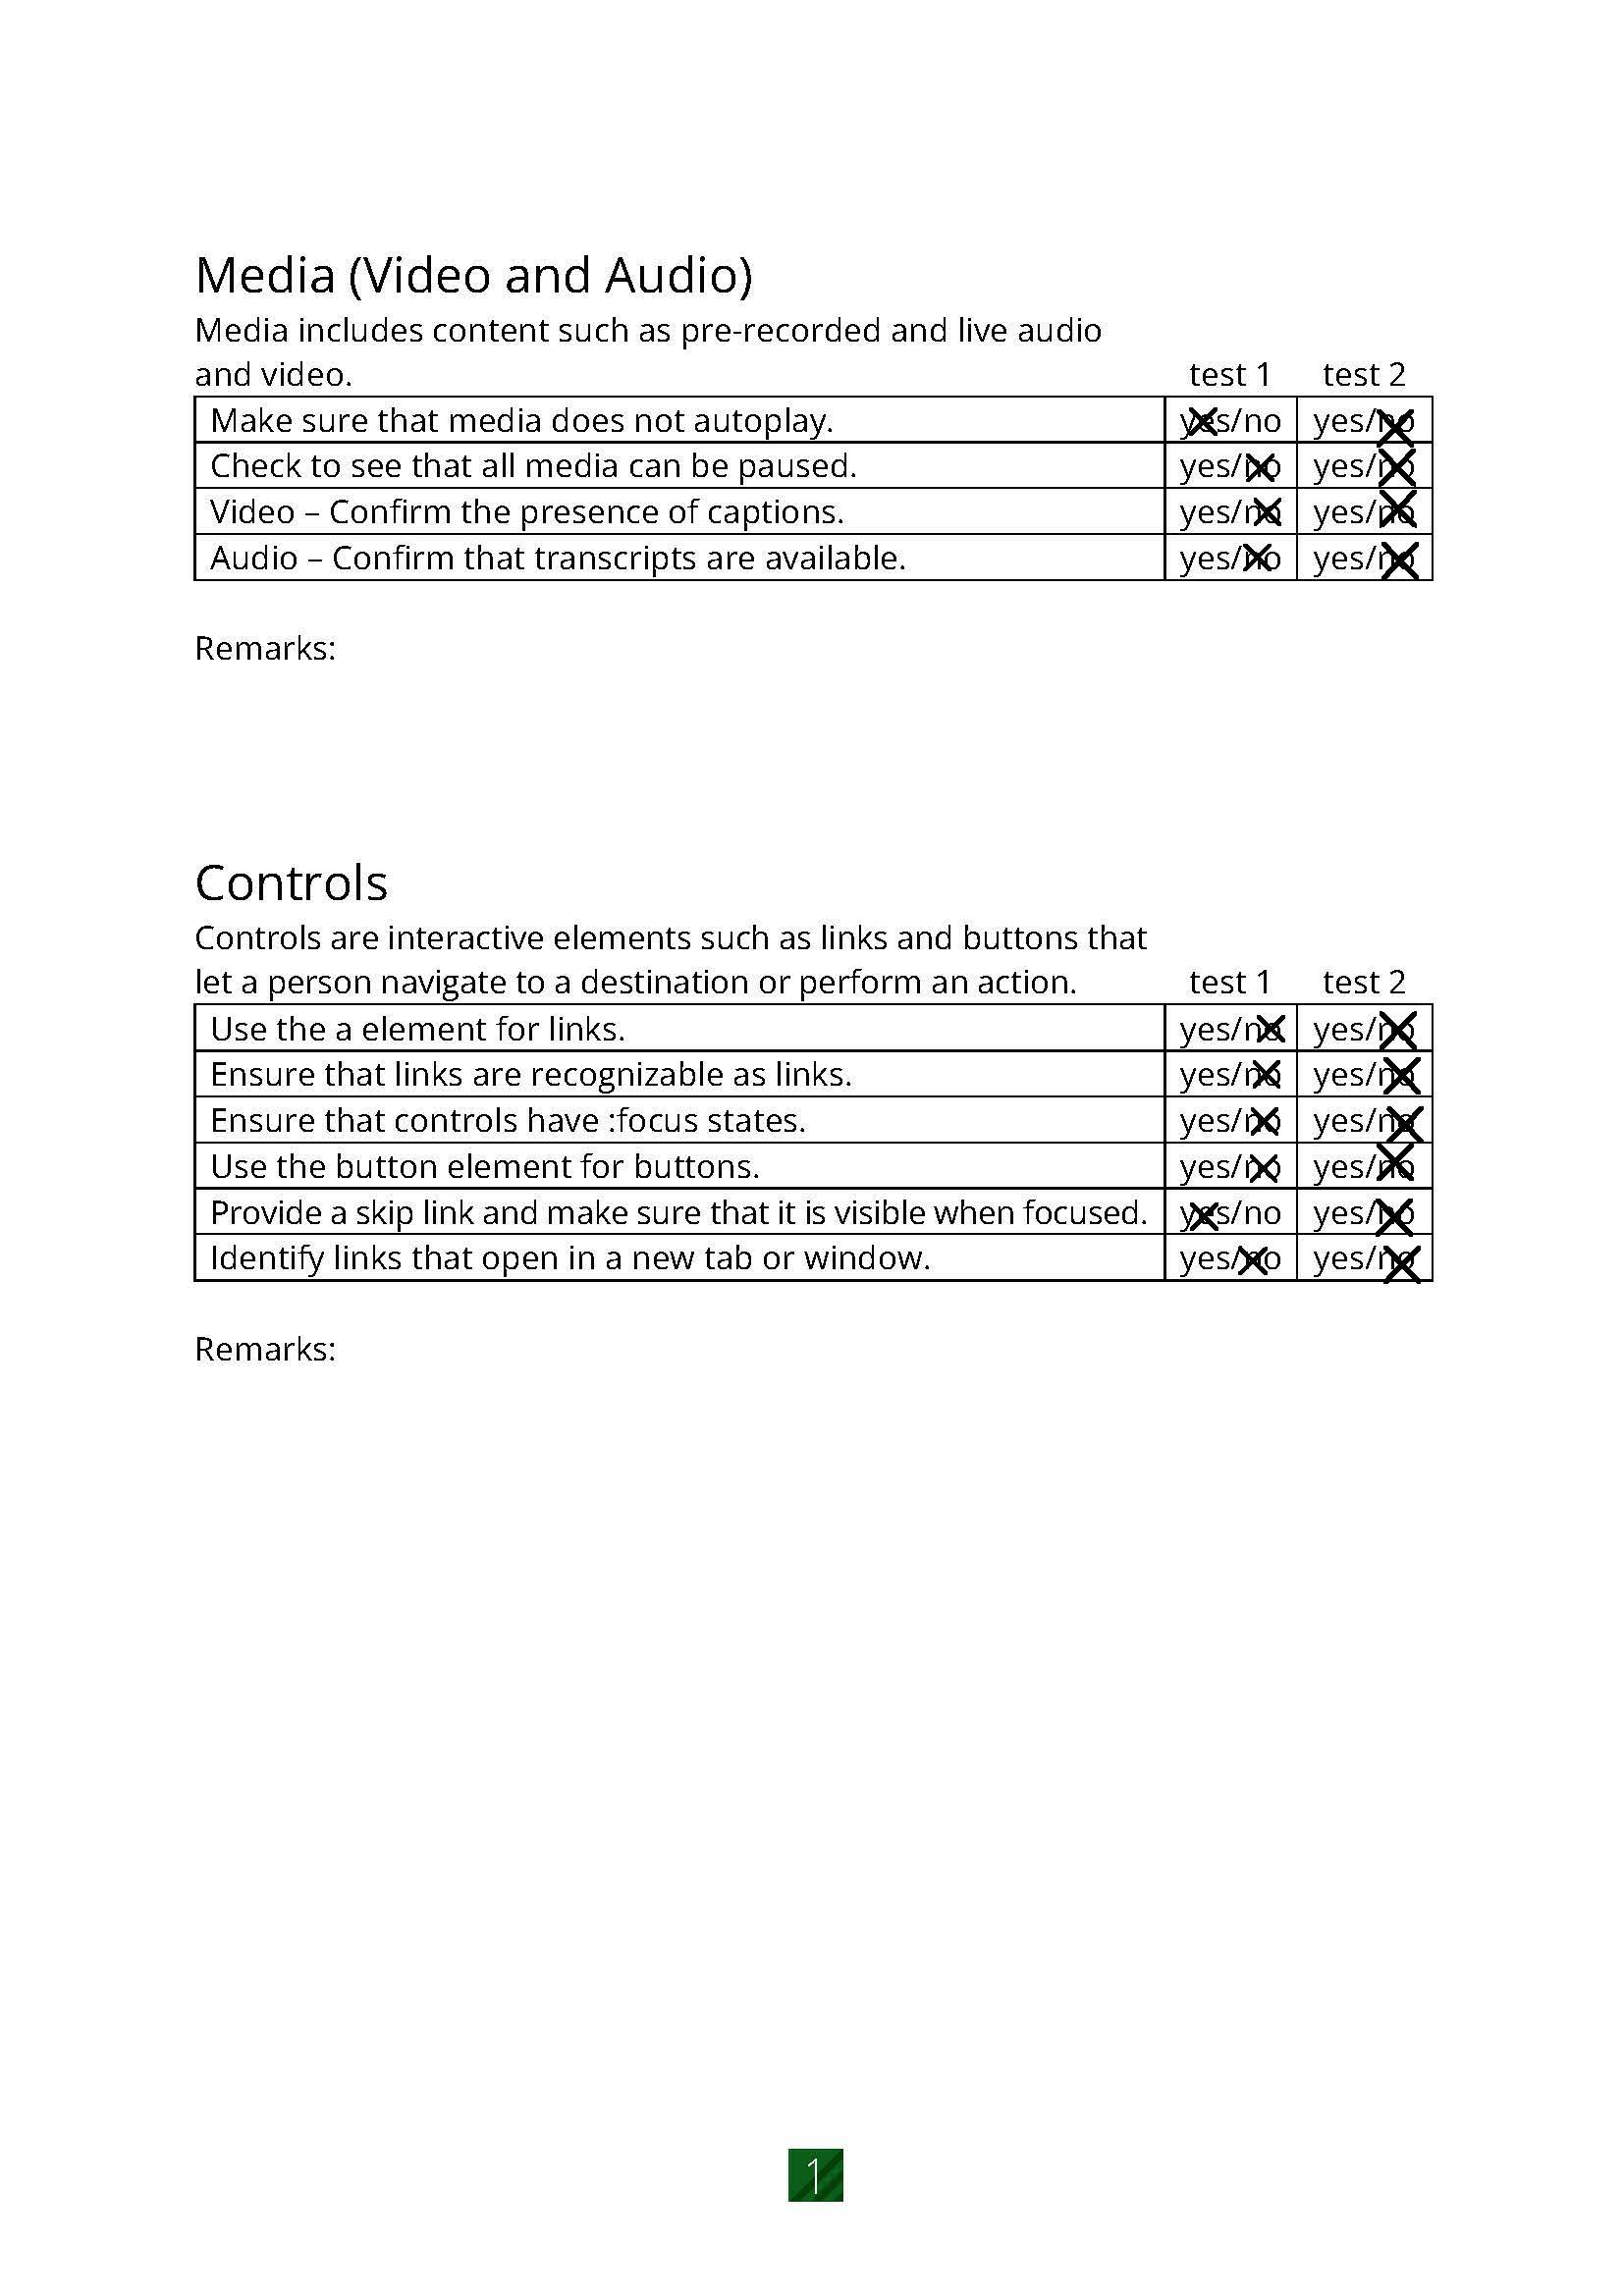 Media (Video and Audio)
Media includes content such as pre-recorded and live audio
and video. test 1 test 2
Make sure that media does not autoplay. yes/no yes/no
Check to see that all media can be paused. yes/no yes/no
Video – Confirm the presence of captions. yes/no yes/no
Audio – Confirm that transcripts are available. yes/no yes/no
Remarks:
Controls
Controls are interactive elements such as links and buttons that
let a person navigate to a destination or perform an action. test 1 test 2
Use the a element for links. yes/no yes/no
Ensure that links are recognizable as links. yes/no yes/no
Ensure that controls have :focus states. yes/no yes/no
Use the button element for buttons. yes/no yes/no
Provide a skip link and make sure that it is visible when focused. yes/no yes/no
Identify links that open in a new tab or window. yes/no yes/no
Remarks:
1